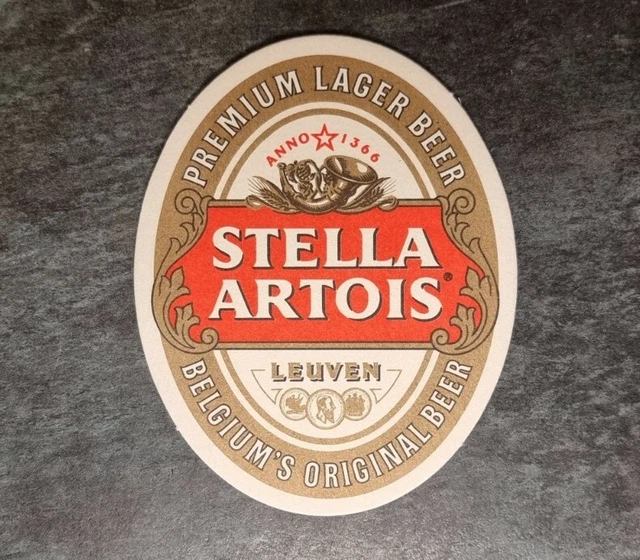 PREMIUM LAGER BEER
ANNO 1366
STELLA
ARTOIS®
LEUVEN
BELGIUM'S ORIGINAL BEER